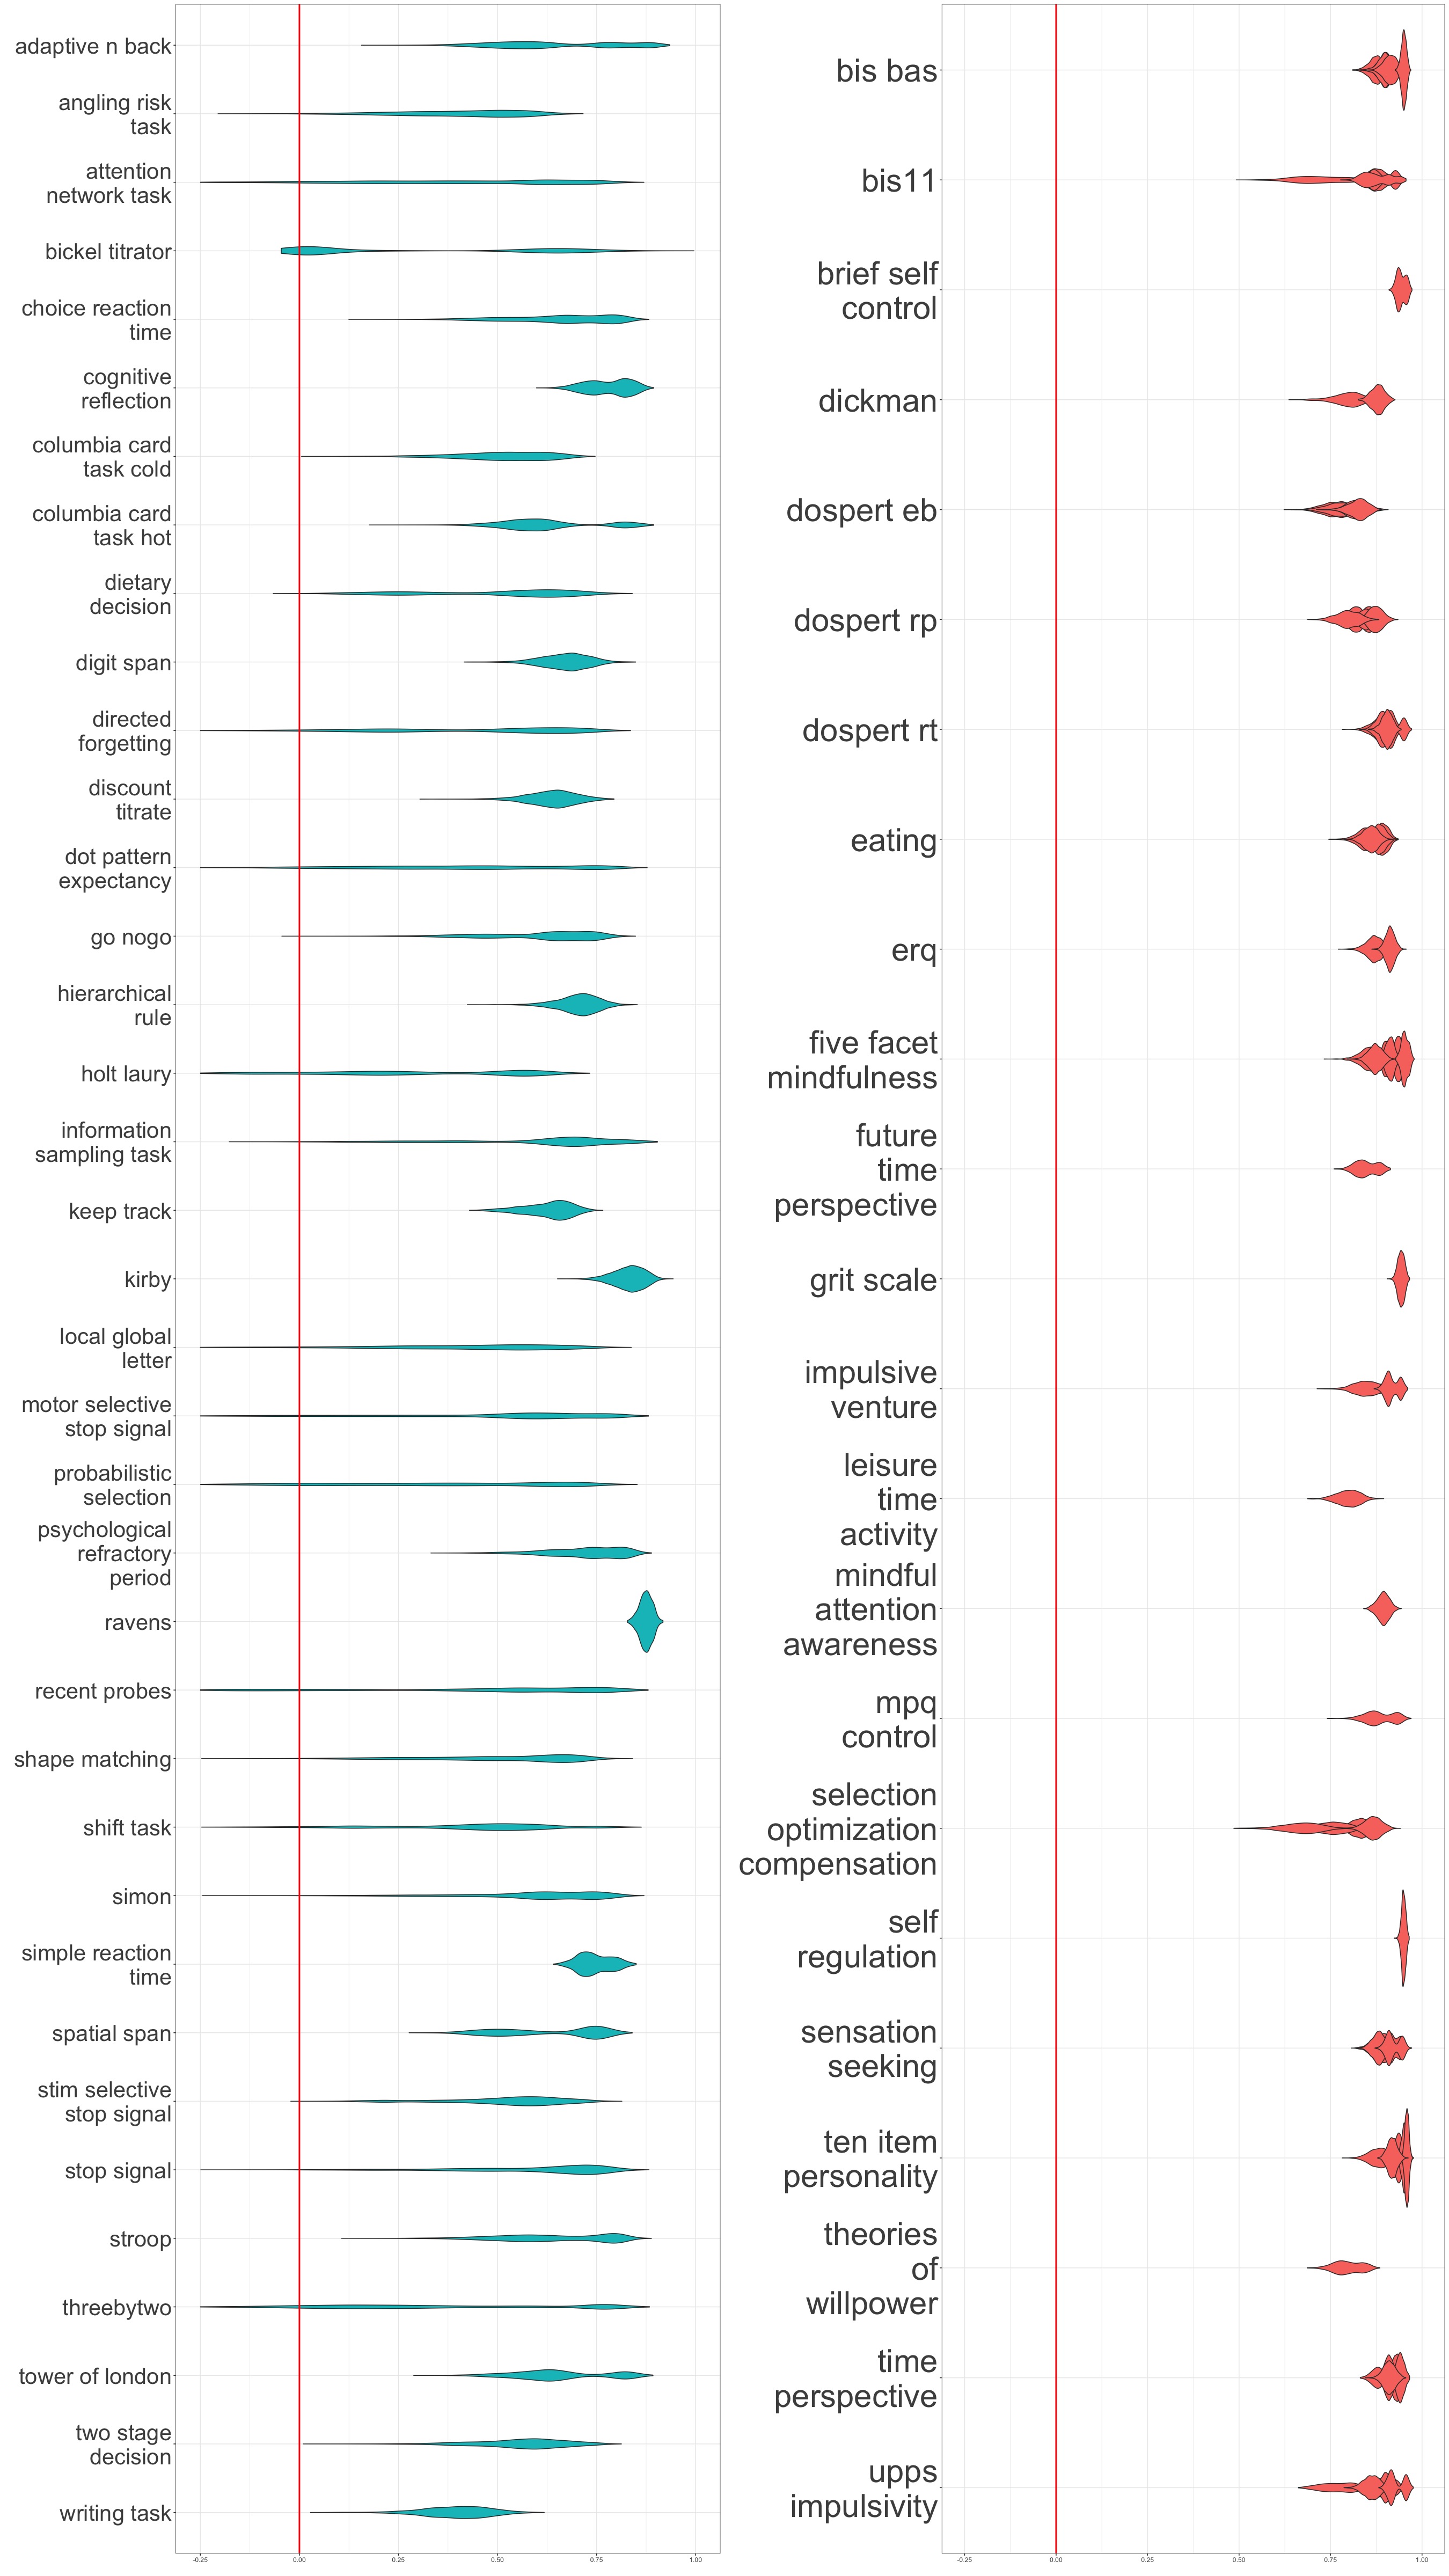 adaptive n back
angling risk
task
attention
network task
bickel titrator
choice reaction
time
cognitive
reflection
columbia card
task cold
columbia card
task hot
dietary
decision
digit span
directed
forgetting
discount
titrate
dot pattern
expectancy
go nogo
hierarchical
rule
holt laury
information
sampling task
keep track
kirby
local global
letter
motor selective
stop signal
probabilistic
selection
psychological
refractory
period
ravens
recent probes
shape matching
shift task
simon
simple reaction
time
spatial span
stim selective
stop signal
stop signal
stroop
threebytwo
tower of london
two stage
decision
writing task
-0.25 0.00 0.25 0.50 0.75 1.00
bis bas
bis11
brief self
control
dickman
dospert eb
dospert rp
dospert rt
eating
erq
five facet
mindfulness
future
time
perspective
grit scale
impulsive
venture
leisure
time
activity
mindful
attention
awareness
mpq
control
selection
optimization
compensation
self
regulation
sensation
seeking
ten item
personality
theories
of
willpower
time
perspective
upps
impulsivity
-0.25 0.00 0.25 0.50 0.75 1.00